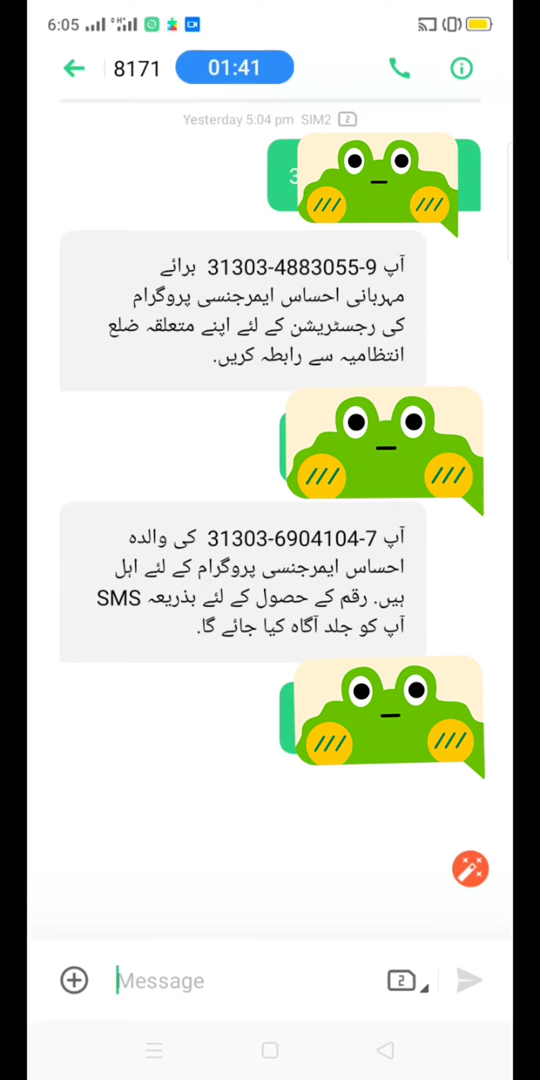 6:05
8171
01:41
Yesterday 5:04 pm SIM2 2
3
آپ 31303-4883055-9 برائے
مہربانی احساس ایمرجنسی پروگرام
کی رجسٹریشن کے لئے اپنے متعلقہ ضلع
انتظامیہ سے رابطہ کریں.
آپ 31303-6904104-7 کی والدہ
احساس ایمرجنسی پروگرام کے لئے اہل
ہیں. رقم کے حصول کے لئے بذریعہ SMS
آپ کو جلد آگاہ کیا جائے گا.
Message
2